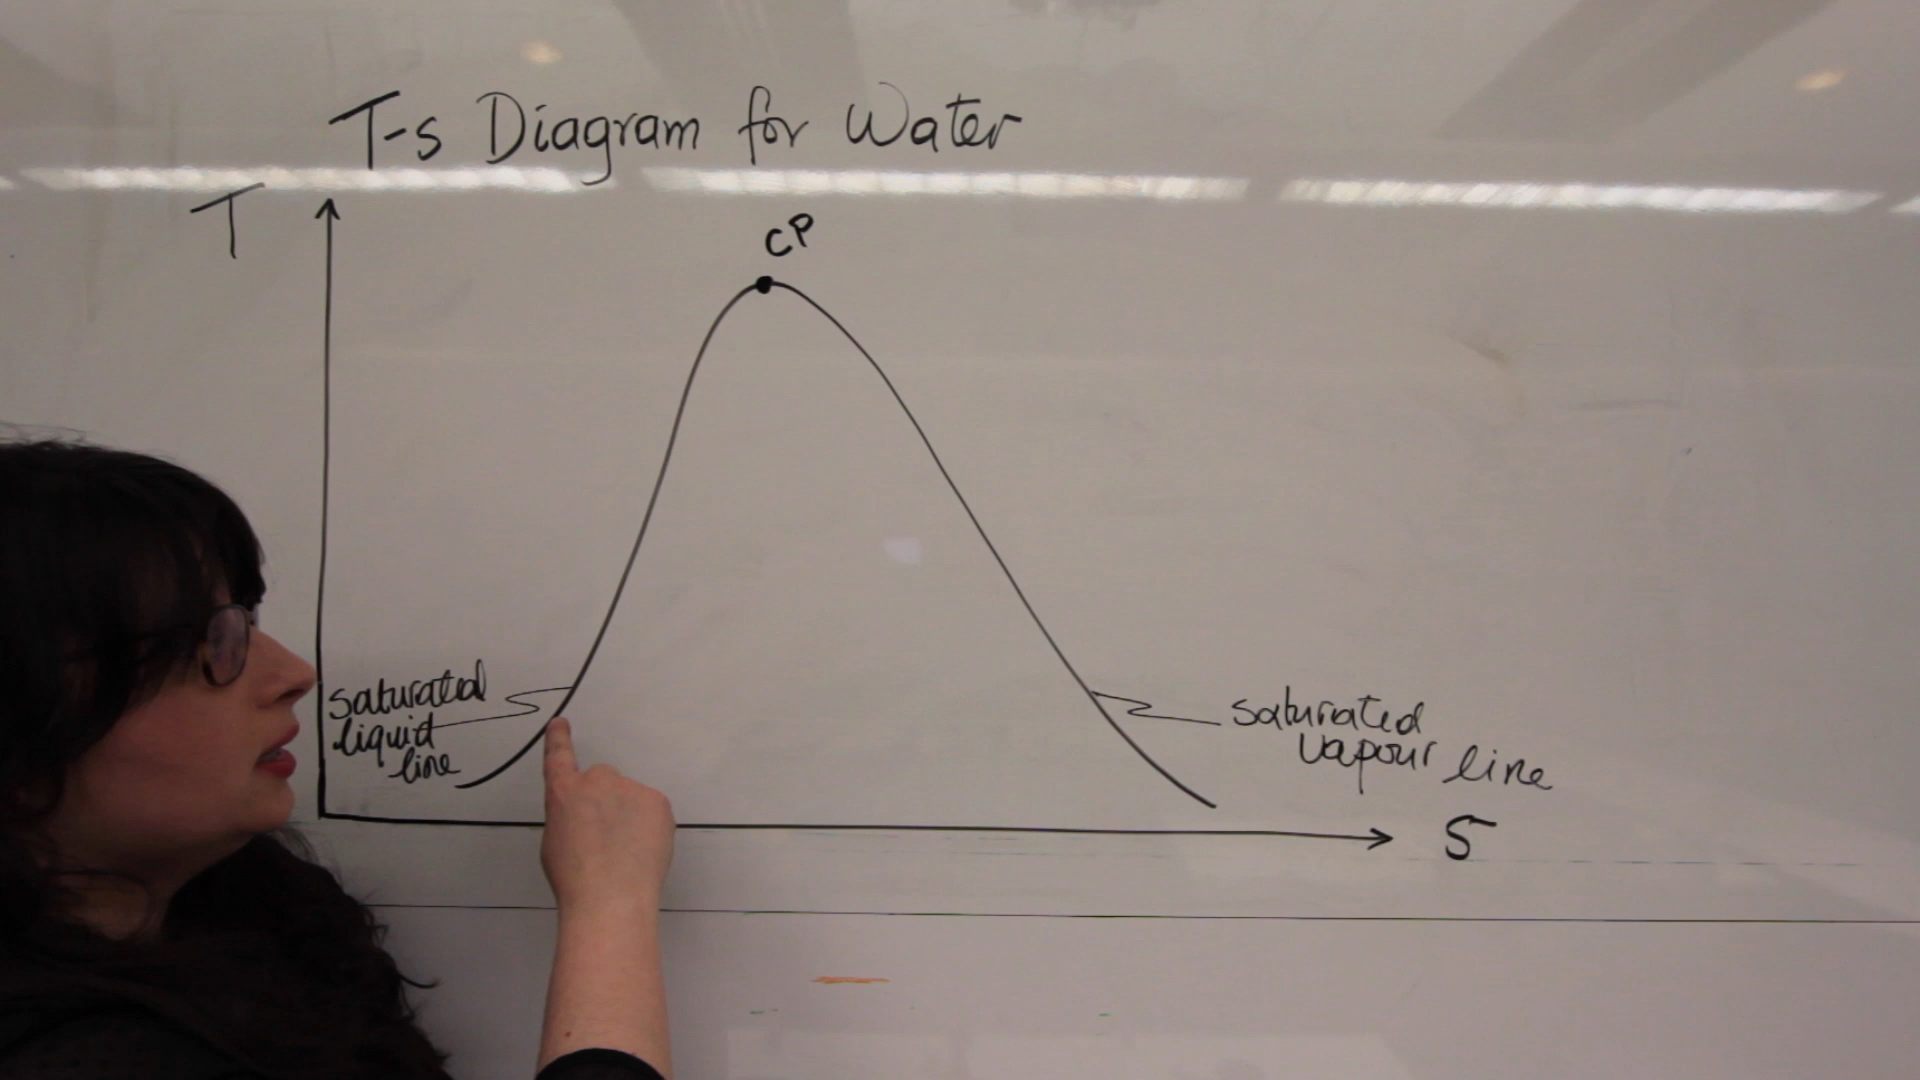 T-s Diagram for Water
T
CP
saturated
liquid
line
saturated
vapour line
S